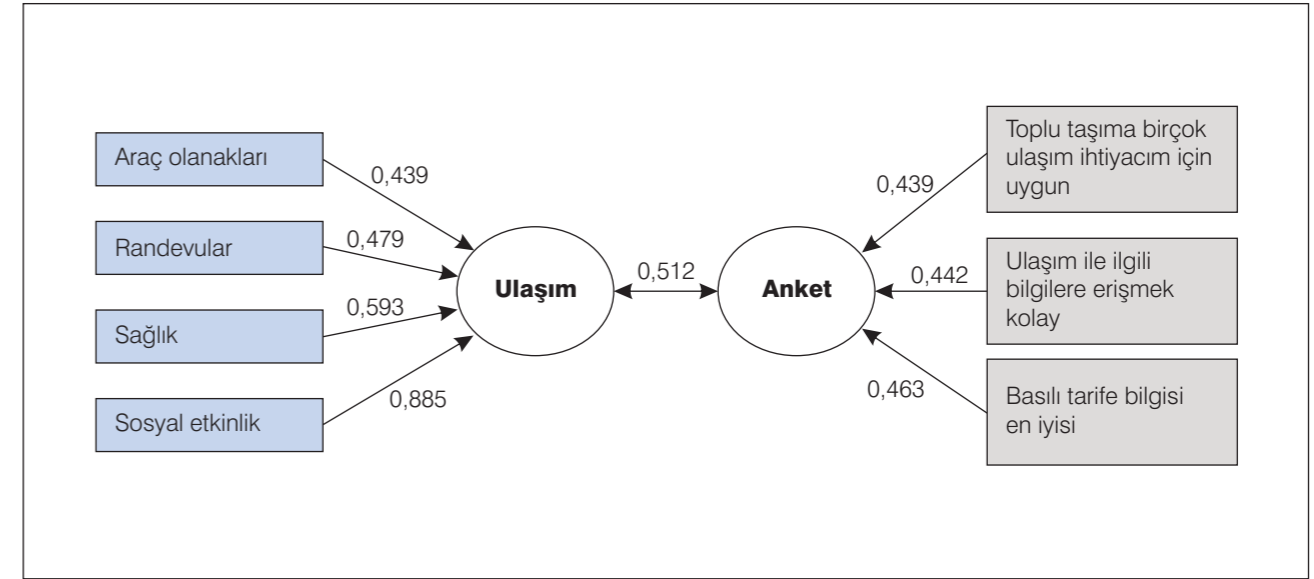 Araç olanakları
0,439
Randevular
0,479
Sağlık
0,593
Sosyal etkinlik
0,885
Ulaşım
0,512
Anket
0,439
Toplu taşıma birçok
ulaşım ihtiyacım için
uygun
0,442
Ulaşım ile ilgili
bilgilere erişmek
kolay
0,463
Basılı tarife bilgisi
en iyisi